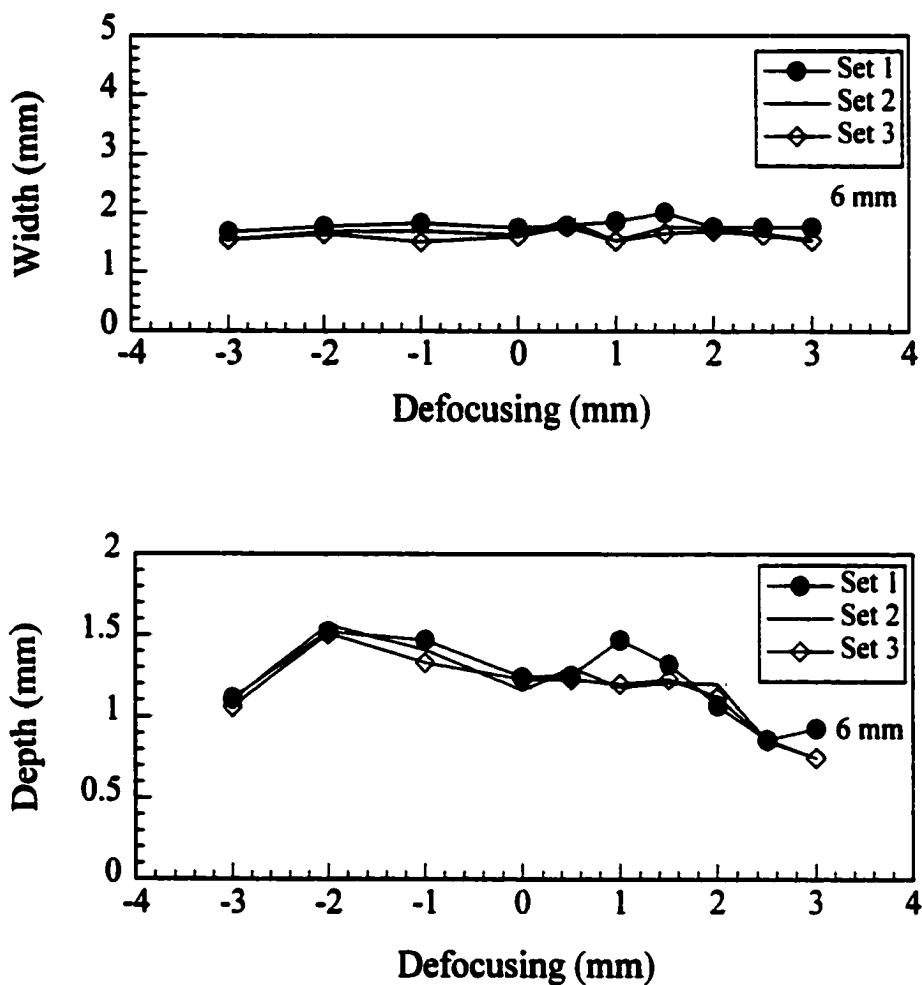 5
4
3
2
1
0
Width (mm)
Set 1
Set 2
Set 3
6 mm
-4 -3 -2 -1 0 1 2 3 4
Defocusing (mm)
2
1.5
1
0.5
0
Depth (mm)
Set 1
Set 2
Set 3
6 mm
-4 -3 -2 -1 0 1 2 3 4
Defocusing (mm)